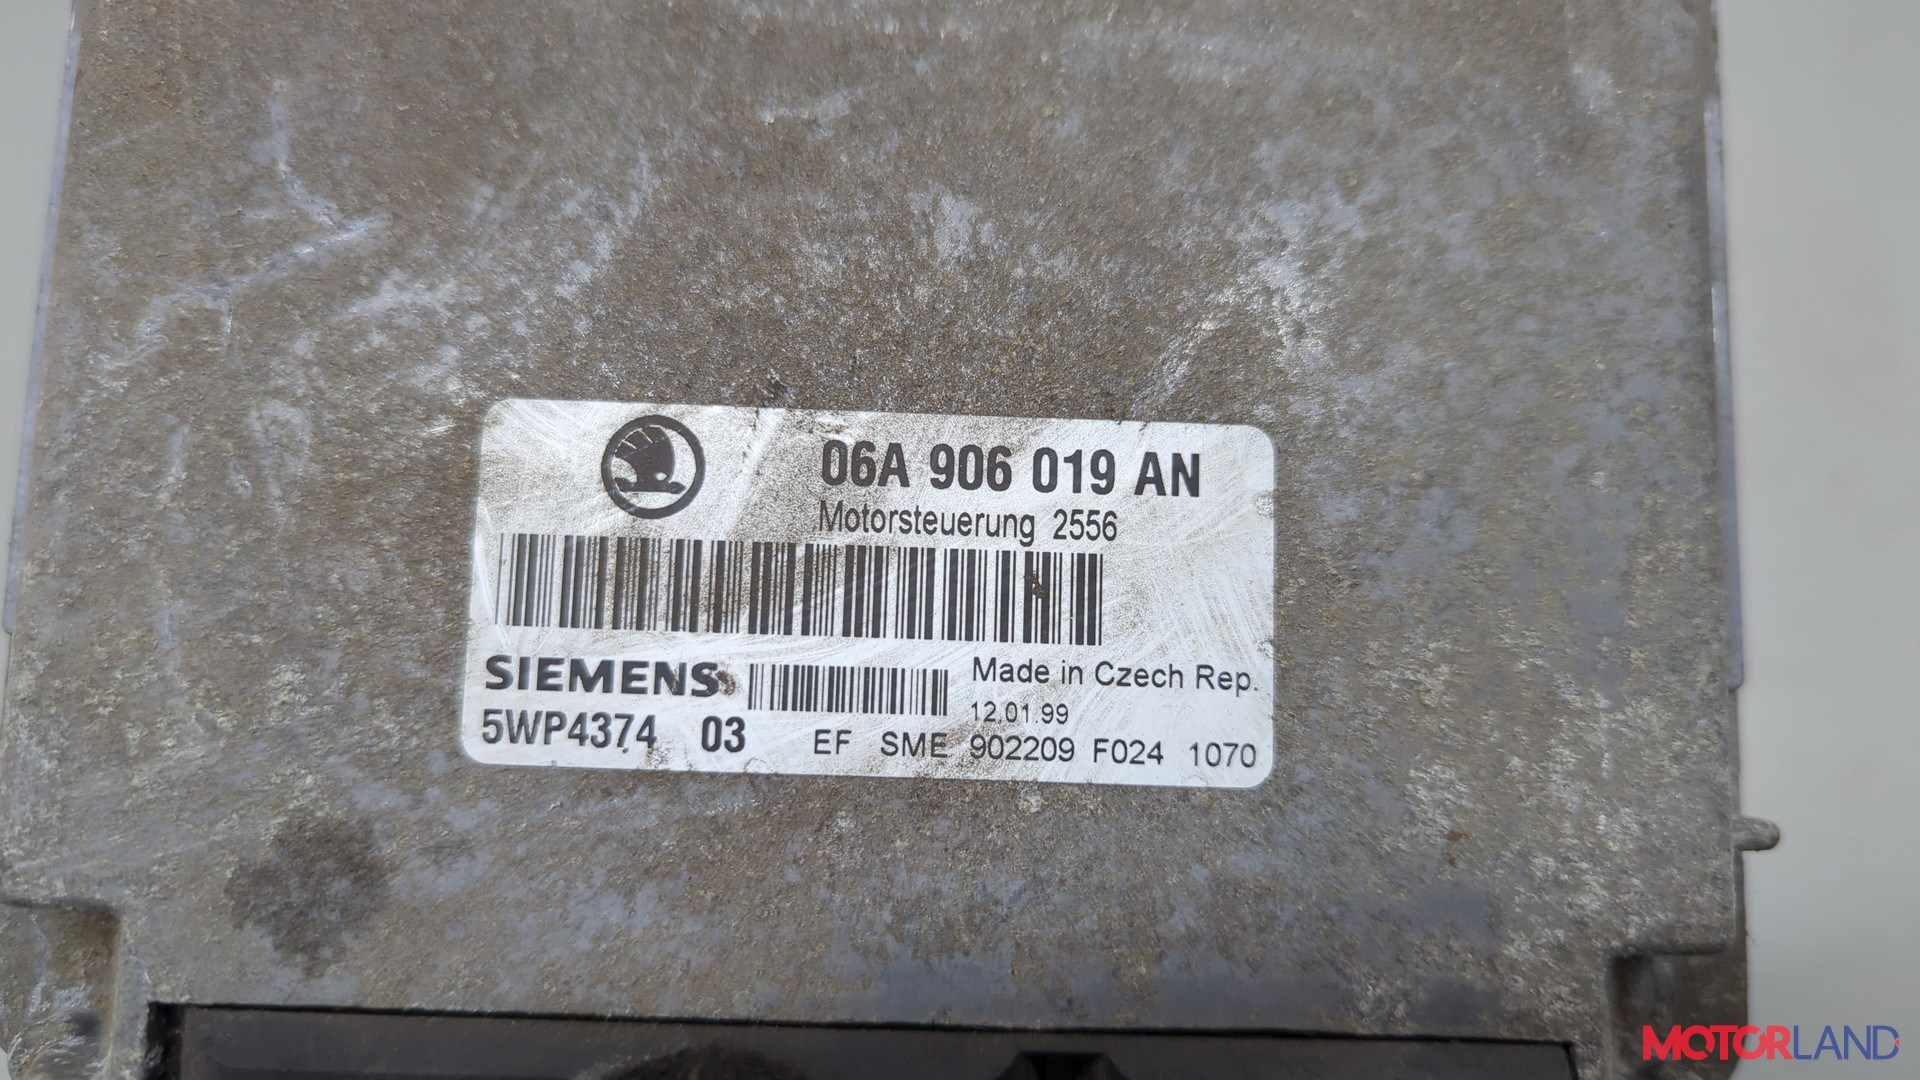 06A 906 019 AN
Motorsteuerung 2556
SIEMENS
Made in Czech Rep.
12.01.99
5WP4374 03 EF SME 902209 F024 1070
MOTORLAND